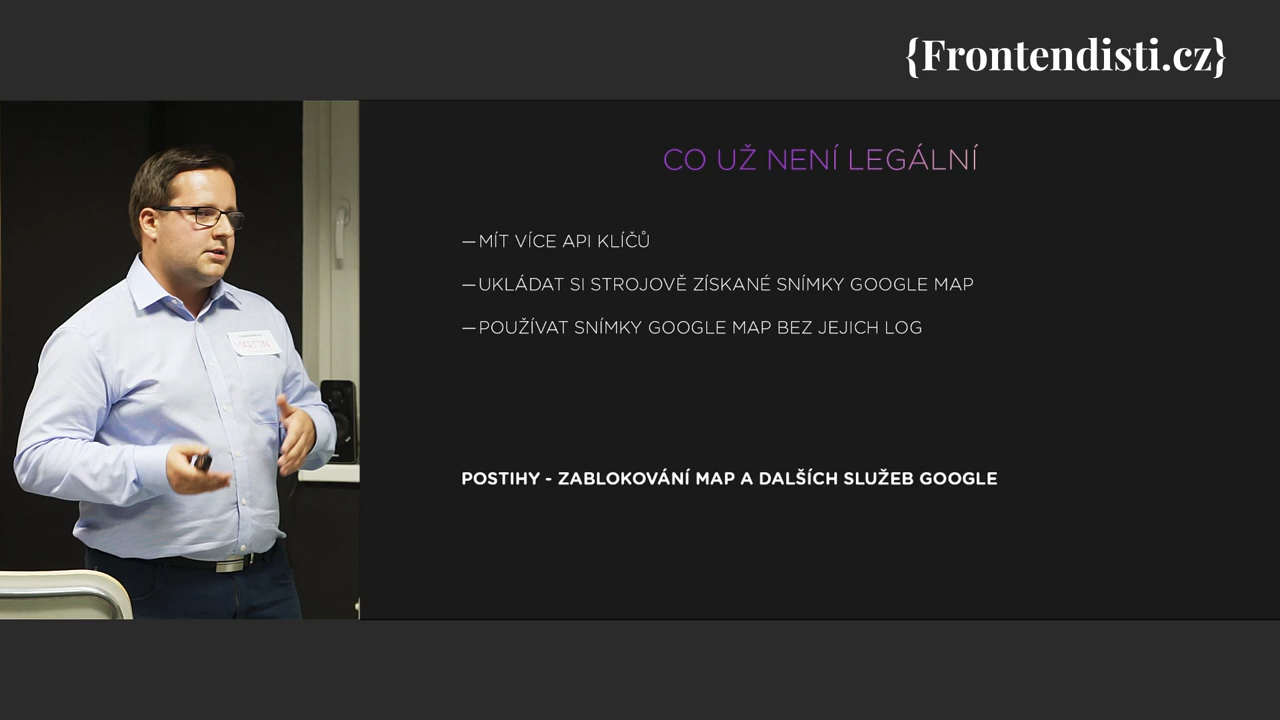 {Frontendisti.cz}
CO UŽ NENÍ LEGÁLNÍ
—MÍT VÍCE API KLÍČŮ
—UKLÁDAT SI STROJOVĚ ZÍSKANÉ SNÍMKY GOOGLE MAP
—POUŽÍVAT SNÍMKY GOOGLE MAP BEZ JEJICH LOG
POSTIHY - ZABLOKOVÁNÍ MAP A DALŠÍCH SLUŽEB GOOGLE